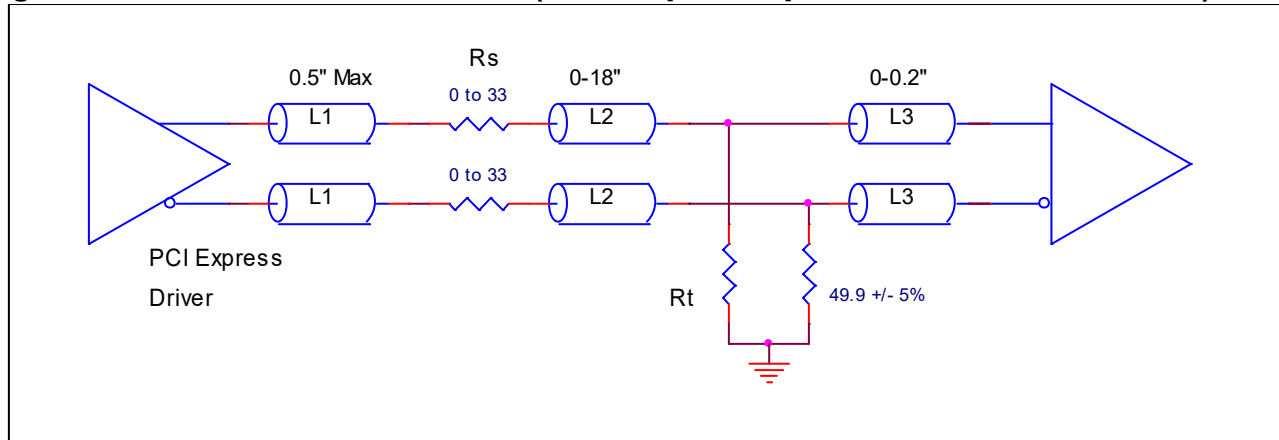 Rs
0.5" Max
0-18"
0-0.2"
0 to 33
L1
L2
L3
0 to 33
L1
L2
L3
PCI Express
Driver
Rt
49.9 +/- 5%